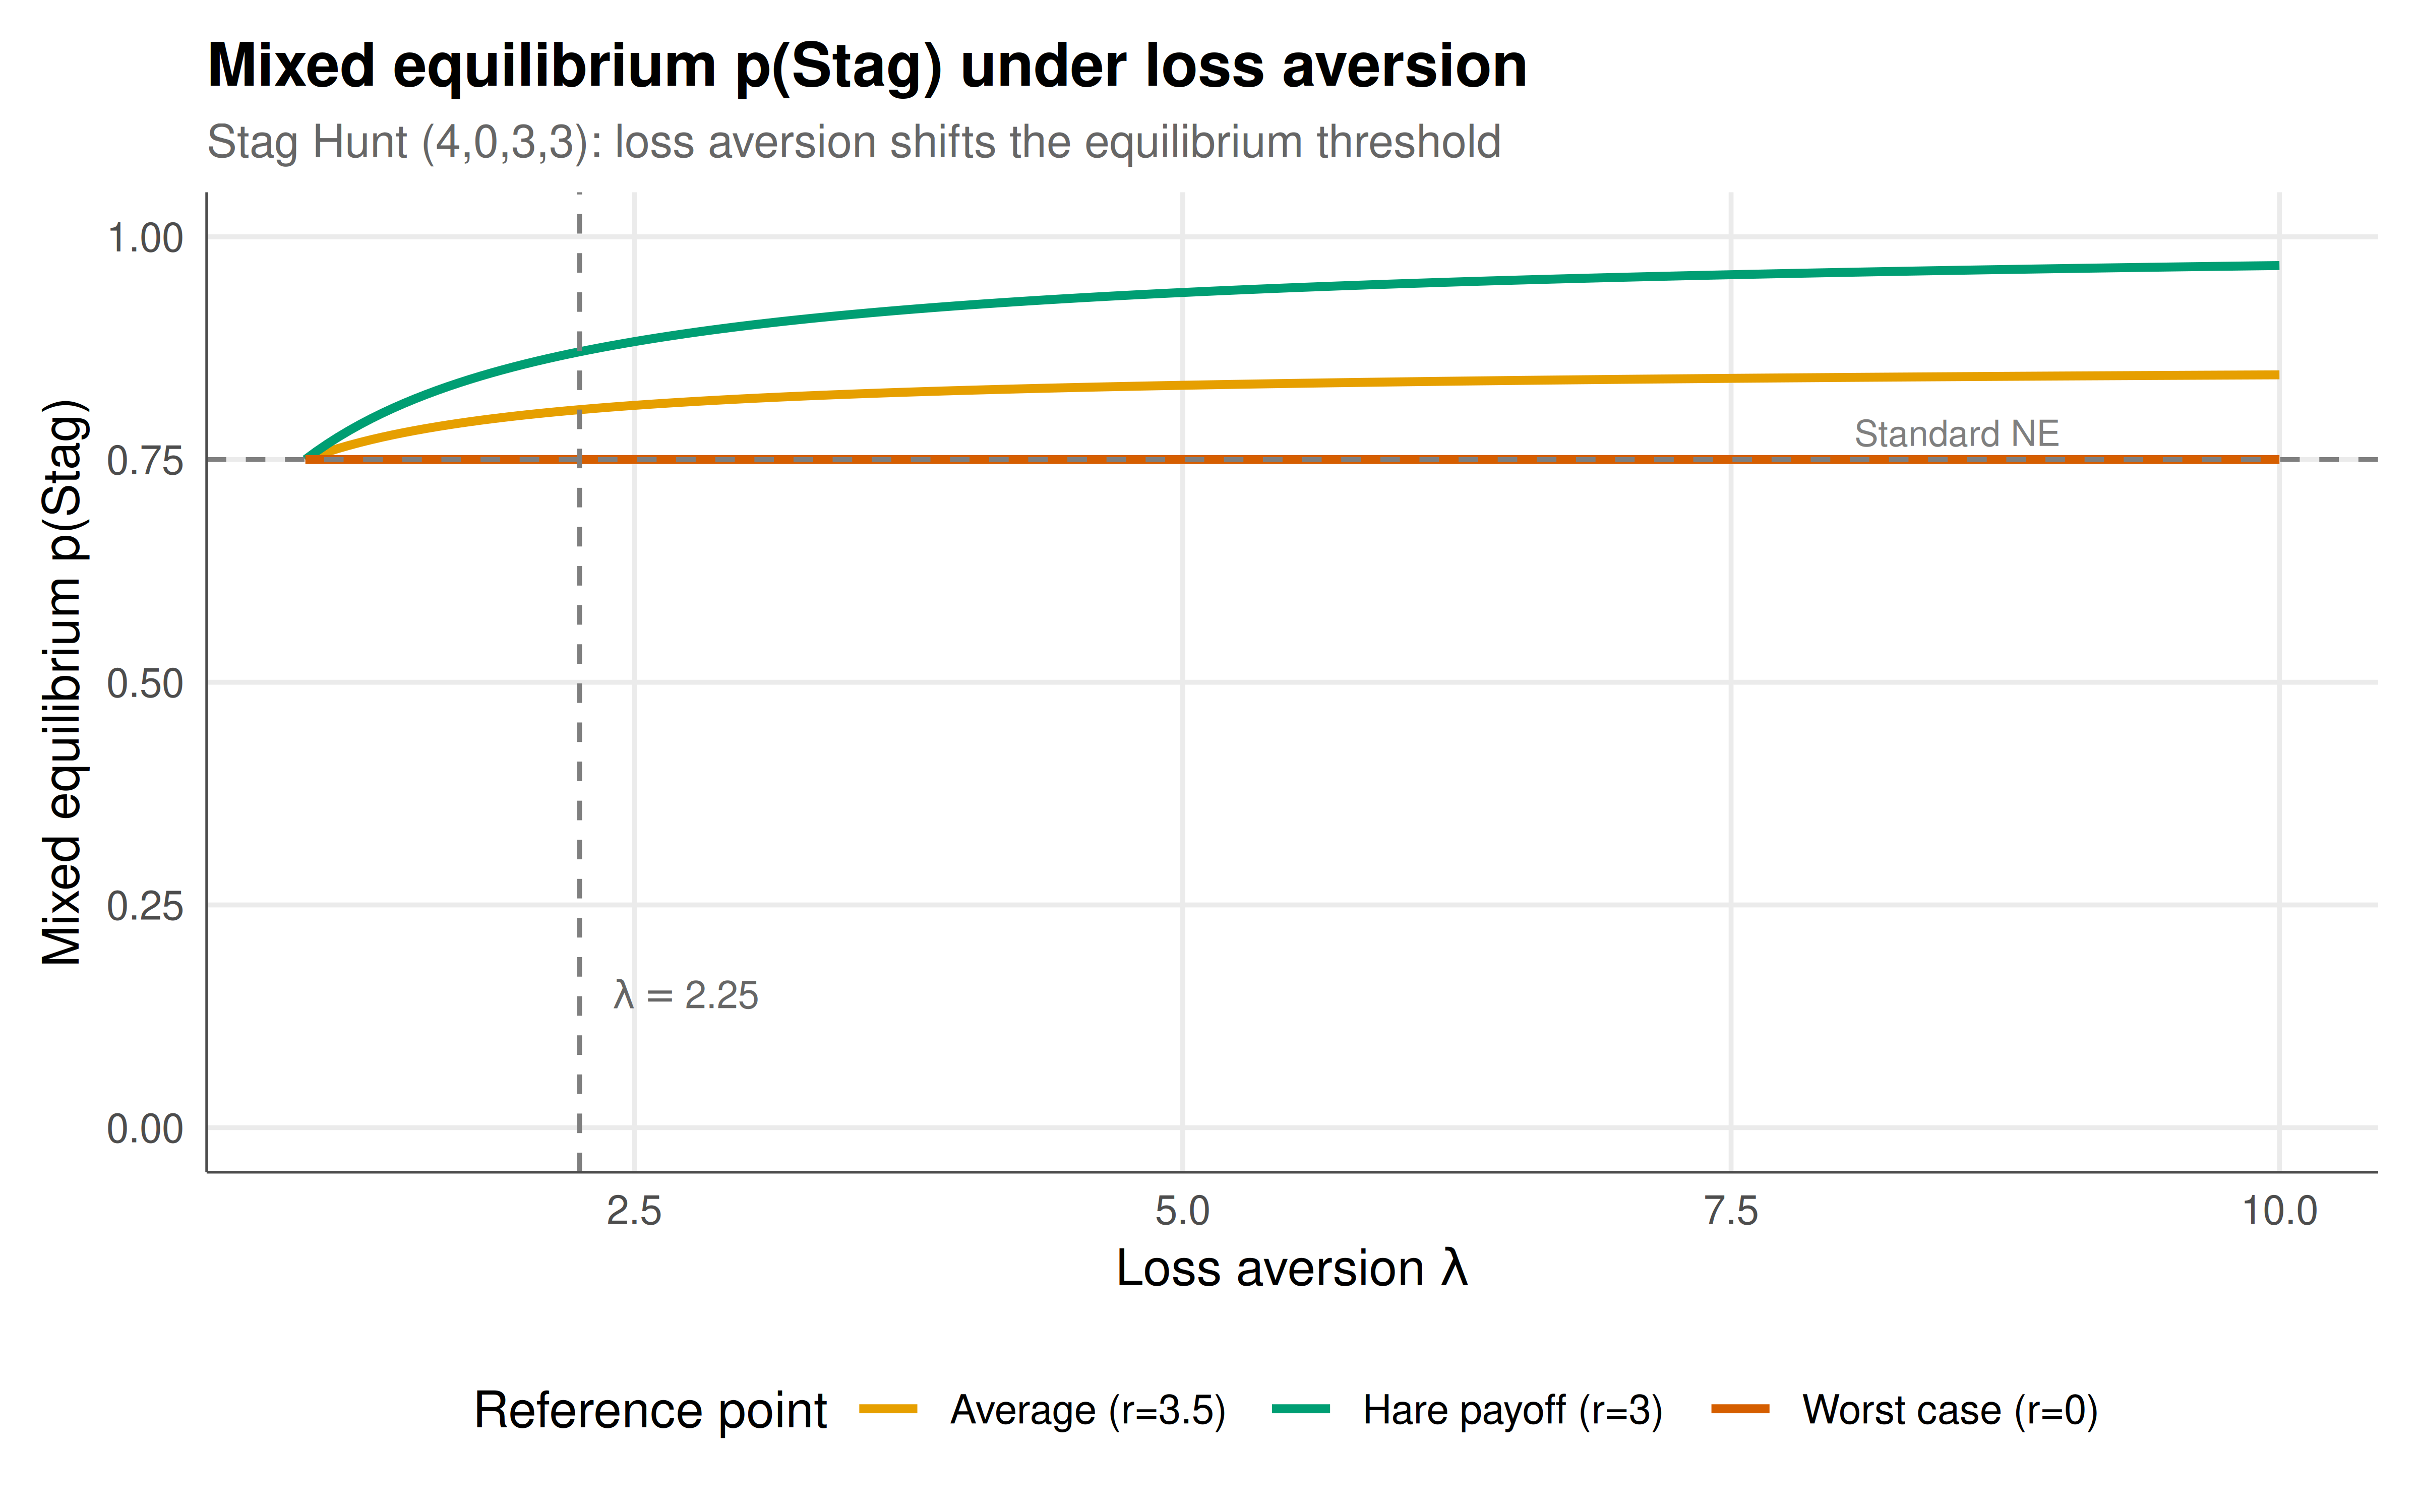 Mixed equilibrium p(Stag) under loss aversion
Stag Hunt (4,0,3,3): loss aversion shifts the equilibrium threshold
Mixed equilibrium p(Stag)
1.00
0.75
0.50
0.25
0.00
Standard NE
λ = 2.25
2.5 5.0 7.5 10.0
Loss aversion λ
Reference point Average (r=3.5) Hare payoff (r=3) Worst case (r=0)